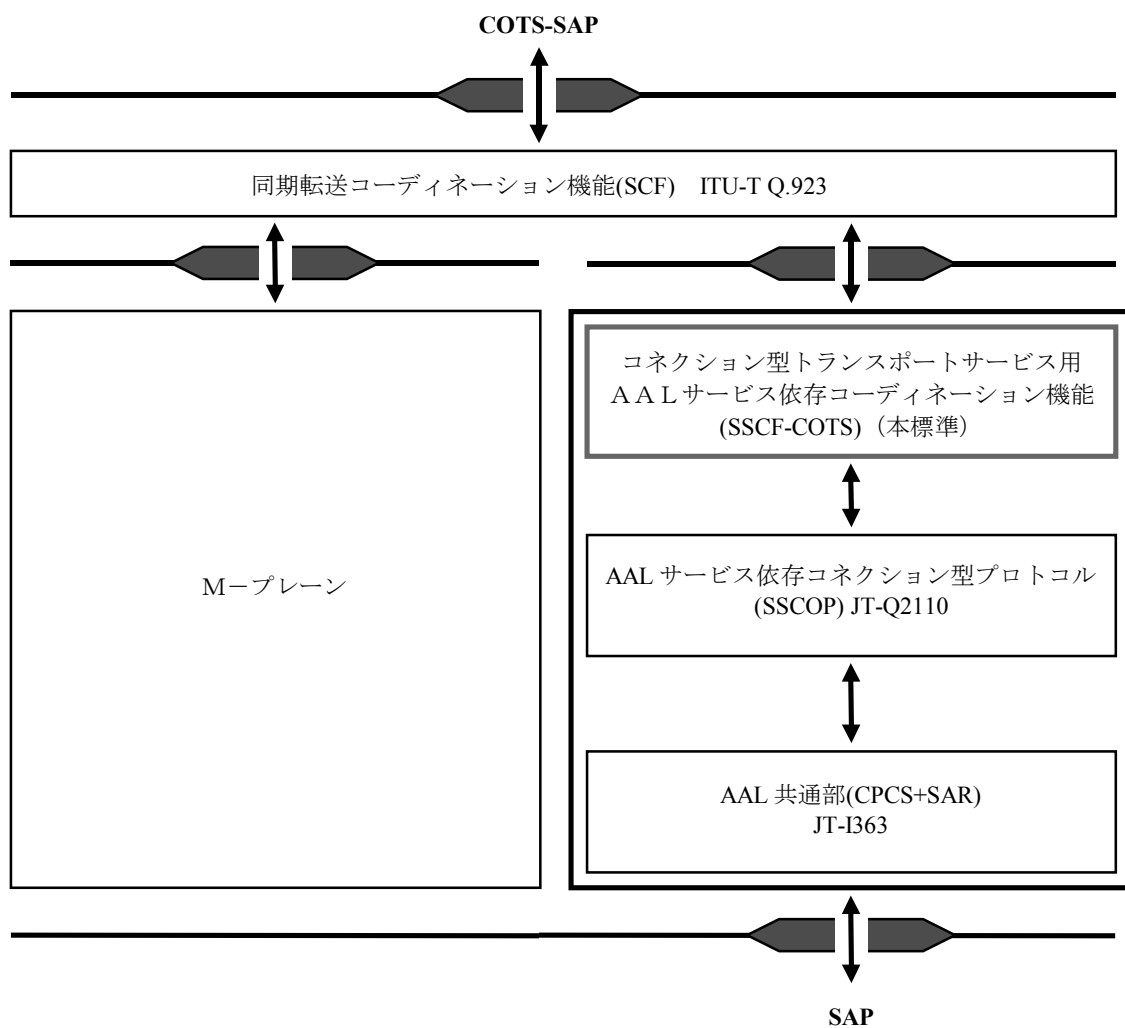 COTS-SAP
同期転送コーディネーション機能(SCF)　ITU-T Q.923
コネクション型トランスポートサービス用
ＡＡＬサービス依存コーディネーション機能
(SSCF-COTS)（本標準）
Ｍ－プレーン
AAL サービス依存コネクション型プロトコル
(SSCOP) JT-Q2110
AAL 共通部(CPCS+SAR)
JT-I363
SAP